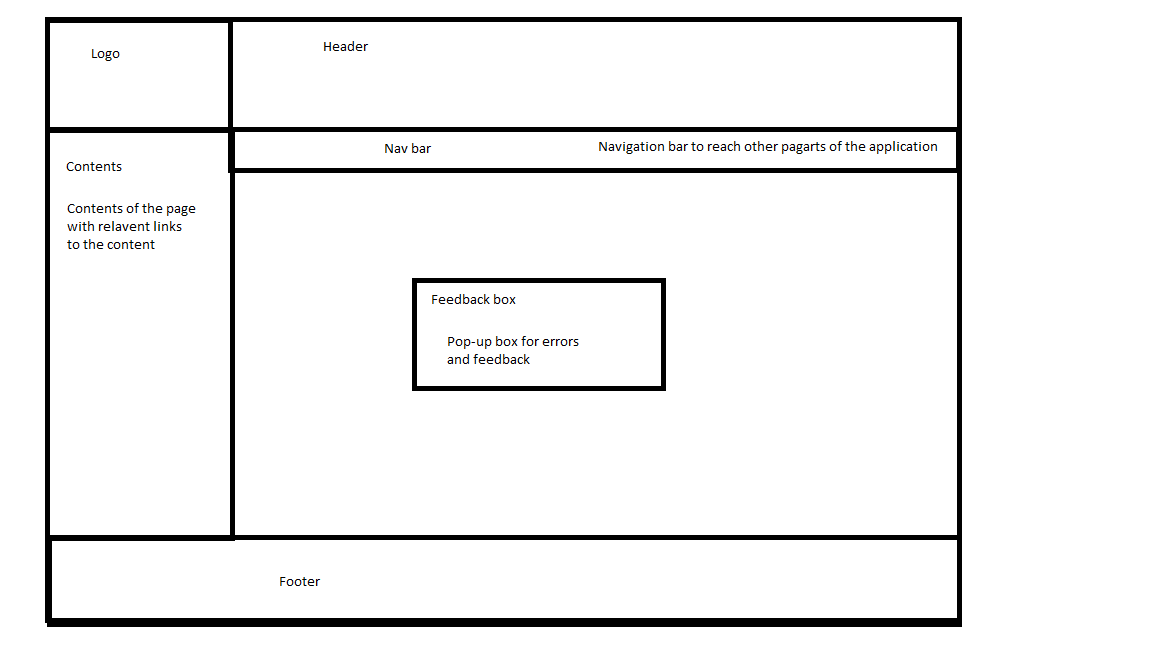 Logo
Header
Nav bar
Navigation bar to reach other pagarts of the application
Contents
Contents of the page
with relavent links
to the content
Feedback box
Pop-up box for errors
and feedback
Footer